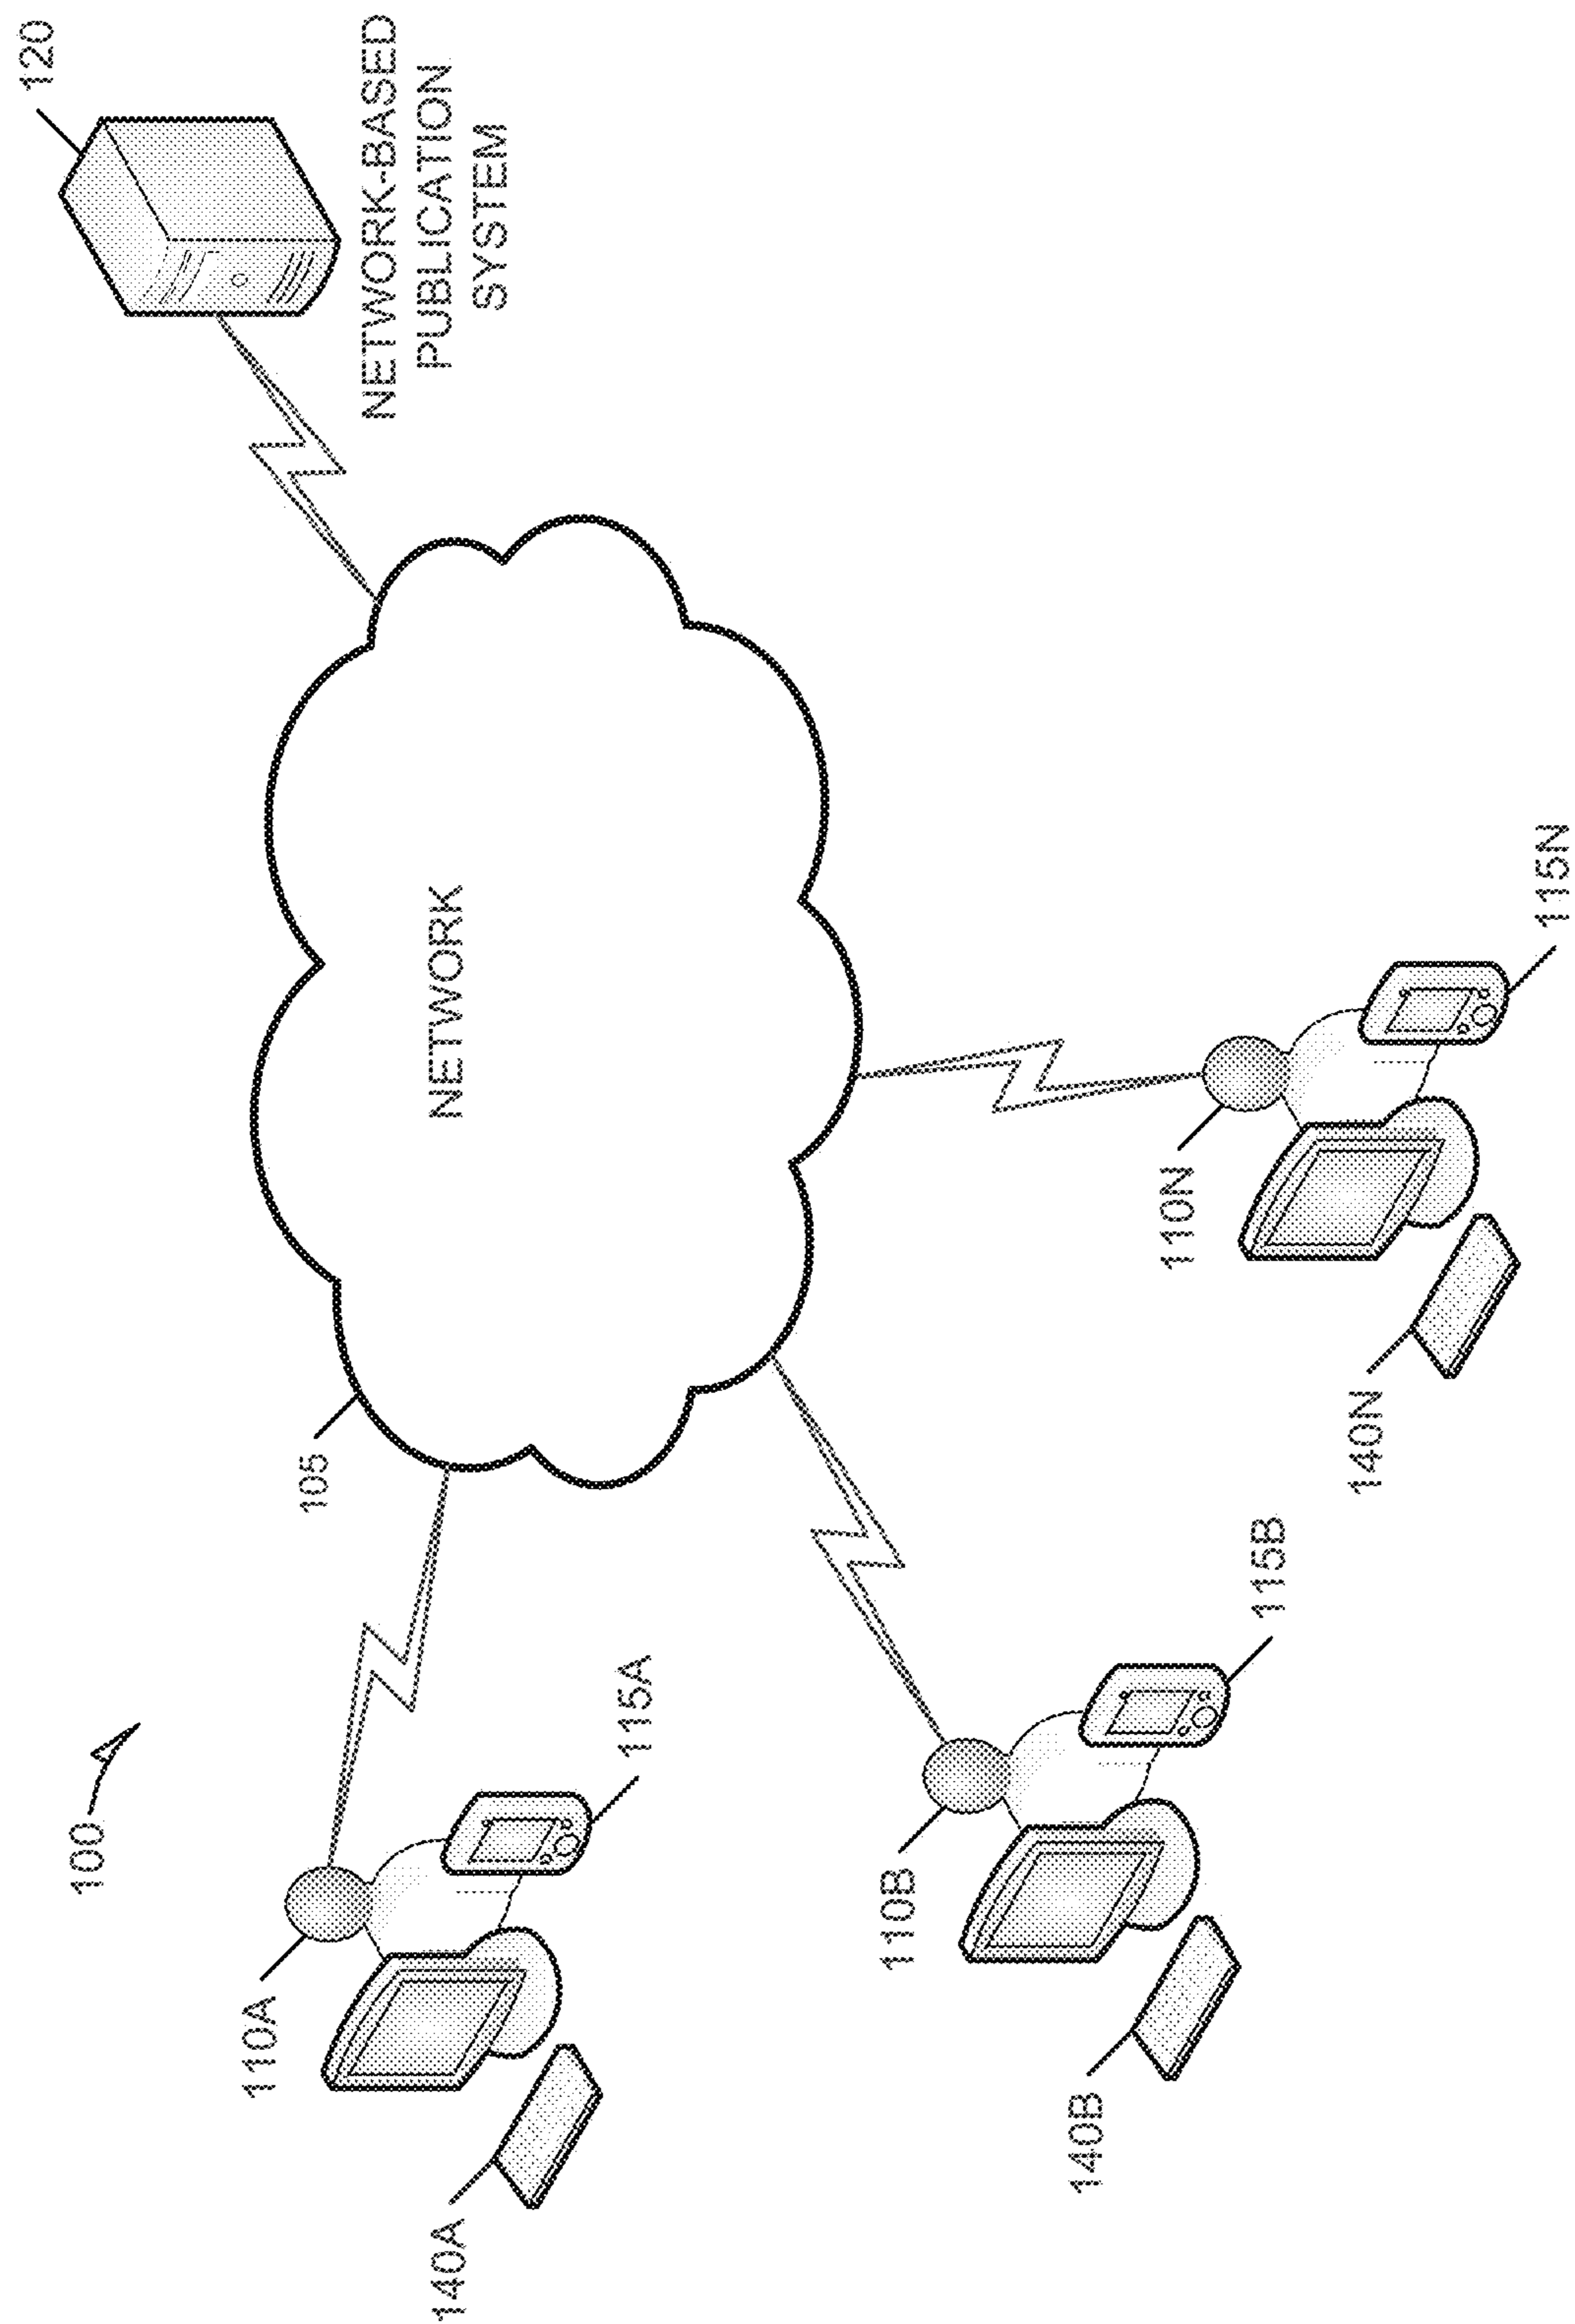 100
120
NETWORK-BASED
PUBLICATION
SYSTEM
105
NETWORK
110A
115A
140A
110B
115B
140B
110N
115N
140N